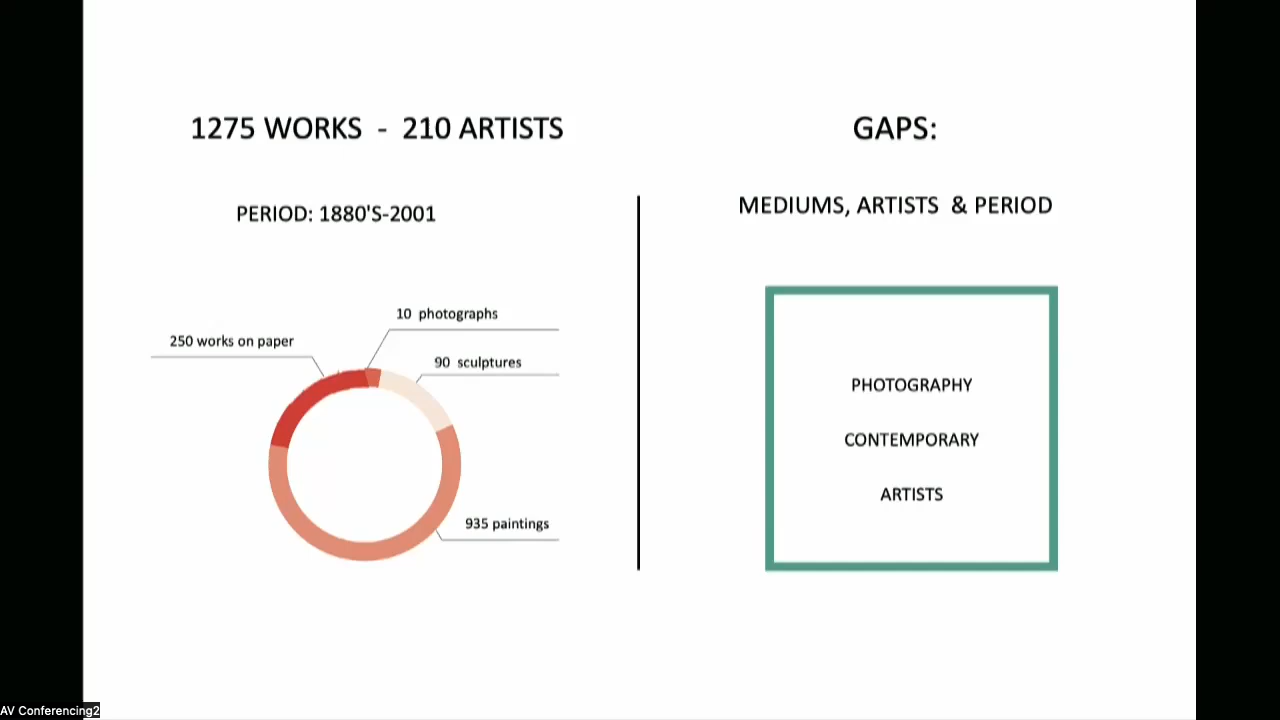 1275 WORKS - 210 ARTISTS
PERIOD: 1880'S-2001
10 photographs
250 works on paper
90 sculptures
935 paintings
GAPS:
MEDIUMS, ARTISTS & PERIOD
PHOTOGRAPHY
CONTEMPORARY
ARTISTS
AV Conferencing2